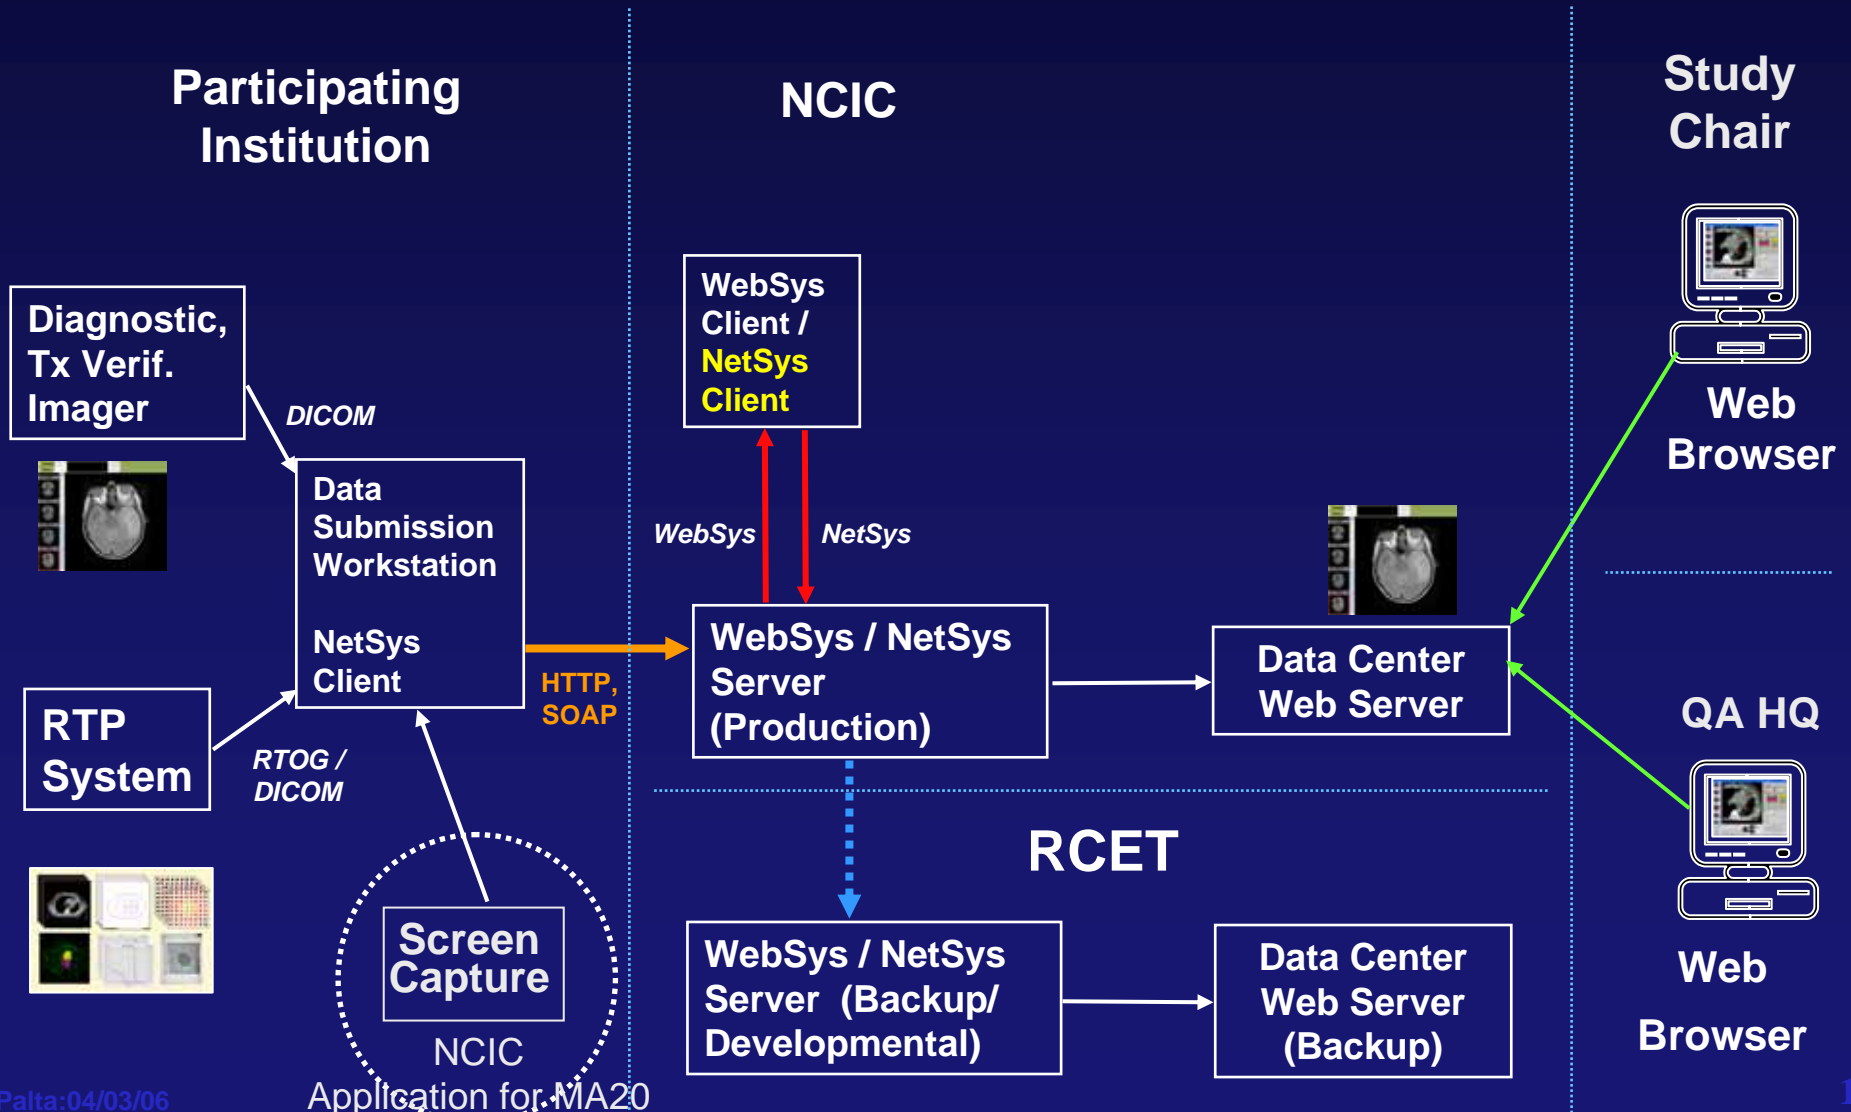 Participating
Institution
NCIC
Study
Chair
Diagnostic,
Tx Verif.
Imager
DICOM
Data
Submission
Workstation
NetSys
Client
RTP
System
RTOG /
DICOM
HTTP,
SOAP
Screen
Capture
NCIC
Application for MA20
WebSys
Client /
NetSys
Client
WebSys
NetSys
WebSys / NetSys
Server
(Production)
Data Center
Web Server
RCET
WebSys / NetSys
Server (Backup/
Developmental)
Data Center
Web Server
(Backup)
Web
Browser
QA HQ
Web
Browser
Palta:04/03/06
1